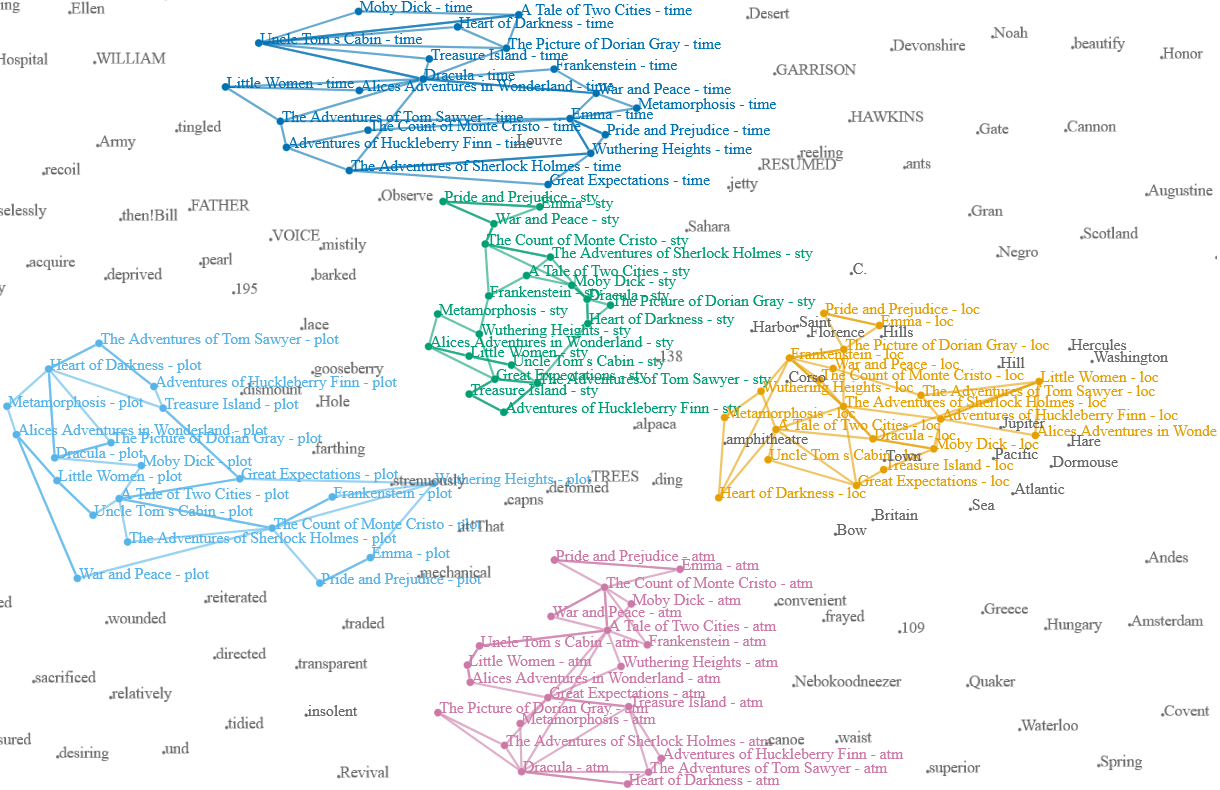 Ellen
Hospital
WILLIAM
Army
tingled
recoil
selessly
then!Bill
FATHER
VOICE
mistily
acquire
deprived
pearl
barked
.195
Moby Dick - time
A Tale of Two Cities - time
Heart of Darkness - time
Uncle Tom s Cabin - time
The Picture of Dorian Gray - time
Treasure Island - time
Frankenstein - time
Dracula - time
Little Women - time
Alices Adventures in Wonderland - time
War and Peace - time
Metamorphosis - time
Emma - time
The Adventures of Tom Sawyer - time
The Count of Monte Cristo - time
Pride and Prejudice - time
Louvre
Adventures of Huckleberry Finn - time
Wuthering Heights - time
The Adventures of Sherlock Holmes - time
Great Expectations - time
Desert
Devonshire
Noah
beautify
Honor
GARRISON
HAWKINS
Gate
Cannon
reeling
RESUMED
ants
jetty
Augustine
Observe
Gran
Sahara
Scotland
Negro
C.
Pride and Prejudice - sty
Emma - sty
War and Peace - sty
The Count of Monte Cristo - sty
The Adventures of Sherlock Holmes - sty
A Tale of Two Cities - sty
Moby Dick - sty
Frankenstein - sty
Dracula - sty
The Picture of Dorian Gray - sty
Metamorphosis - sty
Heart of Darkness - sty
Wuthering Heights - sty
Alices Adventures in Wonderland - sty
Little Women - sty
Uncle Tom s Cabin - sty
138
Great Expectations - sty
The Adventures of Tom Sawyer - sty
Treasure Island - sty
Adventures of Huckleberry Finn - sty
Pride and Prejudice - loc
Emma - loc
Harbor
Saint
Florence
Hills
The Picture of Dorian Gray - loc
Hercules
Frankenstein - loc
Washington
War and Peace - loc
Hill
Corso
The Count of Monte Cristo - loc
Little Women - loc
Wuthering Heights - loc
The Adventures of Tom Sawyer - loc
The Adventures of Sherlock Holmes - loc
Metamorphosis - loc
Adventures of Huckleberry Finn - loc
A Tale of Two Cities - loc
Jupiter
Alices Adventures in Wonde
Dracula - loc
amphitheatre
Moby Dick - loc
Hare
Uncle Tom s Cabin - loc
Town
Pacific
Dormouse
Treasure Island - loc
Great Expectations - loc
Heart of Darkness - loc
Atlantic
Sea
Britain
Bow
lace
gooseberry
dismount
Hole
farthing
alpaca
strenuously
TREES
deformed
ding
capns
it!That
mechanical
The Adventures of Tom Sawyer - plot
Heart of Darkness - plot
Adventures of Huckleberry Finn - plot
Metamorphosis - plot
Treasure Island - plot
Alices Adventures in Wonderland - plot
The Picture of Dorian Gray - plot
Dracula - plot
Moby Dick - plot
Little Women - plot
Great Expectations - plot
Wuthering Heights - plot
A Tale of Two Cities - plot
Frankenstein - plot
Uncle Tom s Cabin - plot
The Count of Monte Cristo - plot
The Adventures of Sherlock Holmes - plot
Emma - plot
War and Peace - plot
Pride and Prejudice - plot
reiterated
wounded
traded
directed
transparent
sacrificed
relatively
insolent
tidied
sured
desiring
und
Revival
Pride and Prejudice - atm
Emma - atm
The Count of Monte Cristo - atm
Moby Dick - atm
War and Peace - atm
A Tale of Two Cities - atm
Uncle Tom s Cabin - atm
Frankenstein - atm
Little Women - atm
Wuthering Heights - atm
Alices Adventures in Wonderland - atm
Great Expectations - atm
Treasure Island - atm
The Picture of Dorian Gray - atm
Metamorphosis - atm
The Adventures of Sherlock Holmes - atm
Adventures of Huckleberry Finn - atm
Dracula - atm
The Adventures of Tom Sawyer - atm
Heart of Darkness - atm
Andes
convenient
frayed
.109
Greece
Hungary
Amsterdam
Nebokoodneezer
Quaker
Covent
Waterloo
canoe
waist
superior
Spring